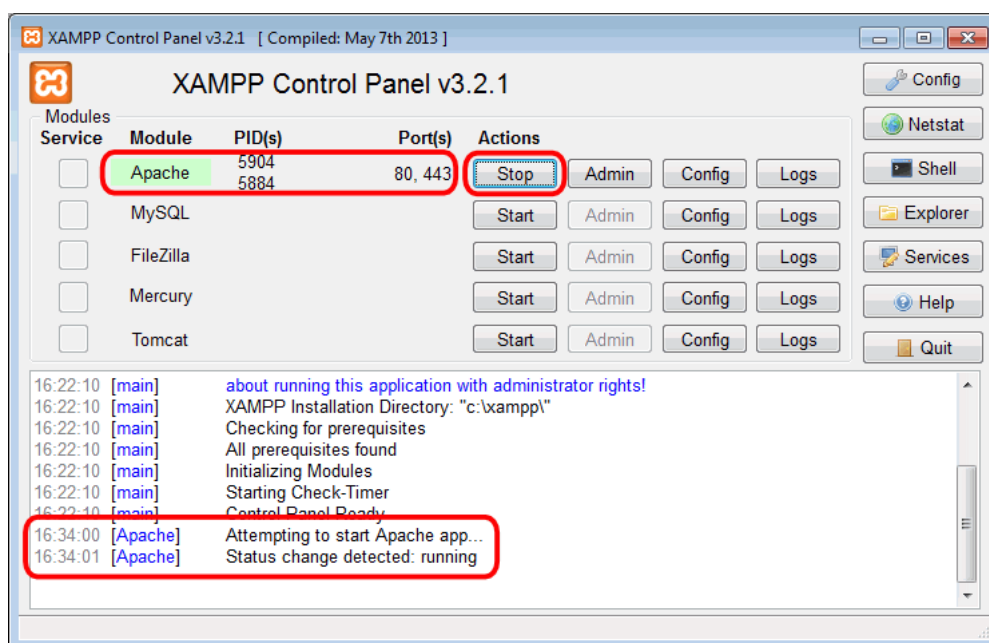 XAMPP Control Panel v3.2.1 [ Compiled: May 7th 2013 ]
XAMPP Control Panel v3.2.1
Config
Modules
Service Module PID(s) Port(s) Actions
Netstat
Apache 5904 5884 80, 443 Stop Admin Config Logs
Shell
MySQL Start Admin Config Logs
Explorer
FileZilla Start Admin Config Logs
Services
Mercury Start Admin Config Logs
Help
Tomcat Start Admin Config Logs
Quit
16:22:10 [main] about running this application with administrator rights!
16:22:10 [main] XAMPP Installation Directory: "c:\xampp\"
16:22:10 [main] Checking for prerequisites
16:22:10 [main] All prerequisites found
16:22:10 [main] Initializing Modules
16:22:10 [main] Starting Check-Timer
16:22:10 [main] Control Panel Ready
16:34:00 [Apache] Attempting to start Apache app...
16:34:01 [Apache] Status change detected: running